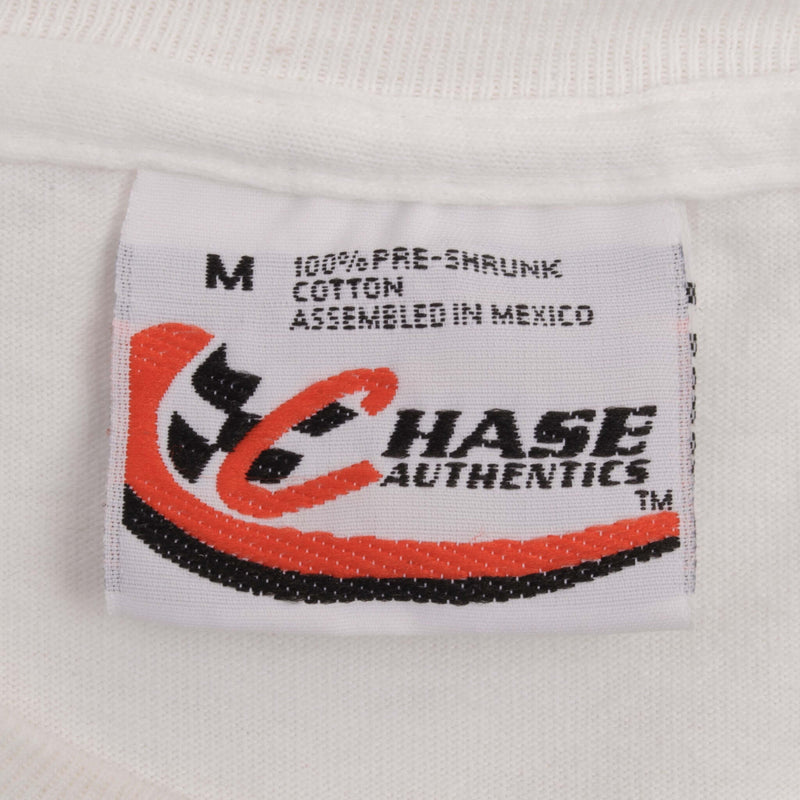 M
100% PRE-SHRUNK
COTTON
ASSEMBLED IN MEXICO
CHASE
AUTHENTICS
TM